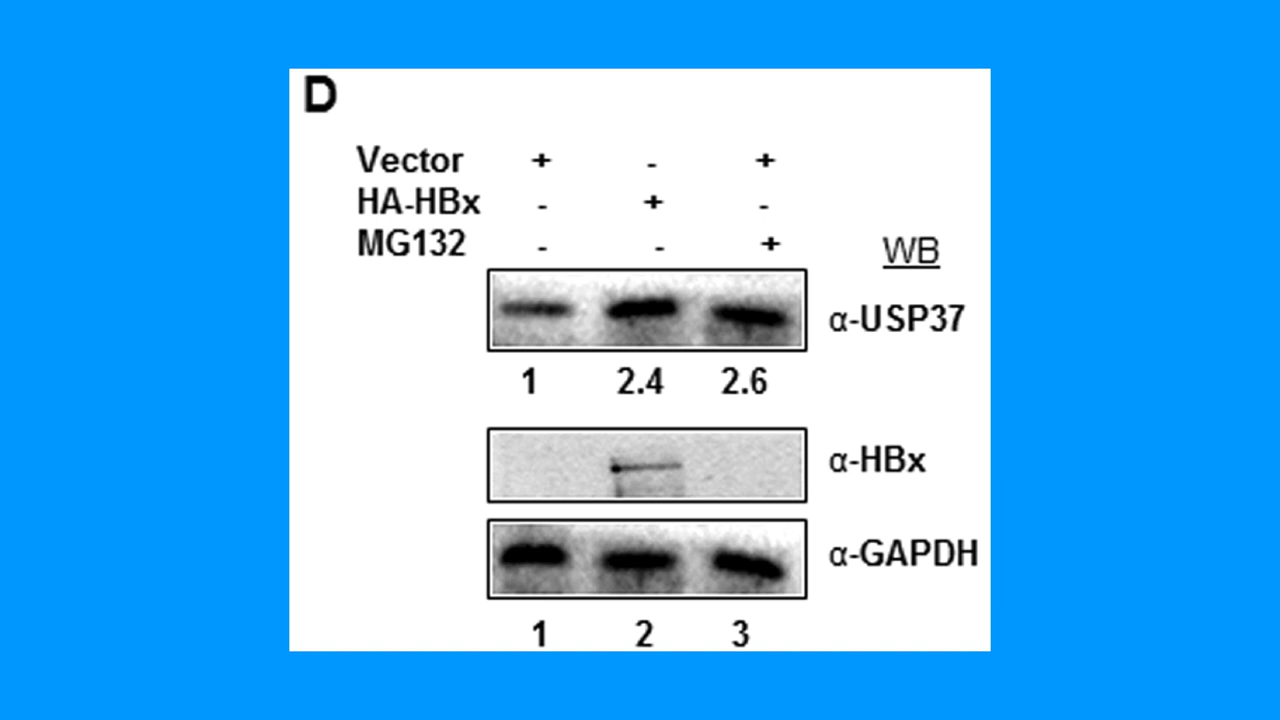 D
Vector + - +
HA-HBx - + -
MG132 - - +
WB
α-USP37
1 2.4 2.6
α-HBx
α-GAPDH
1 2 3